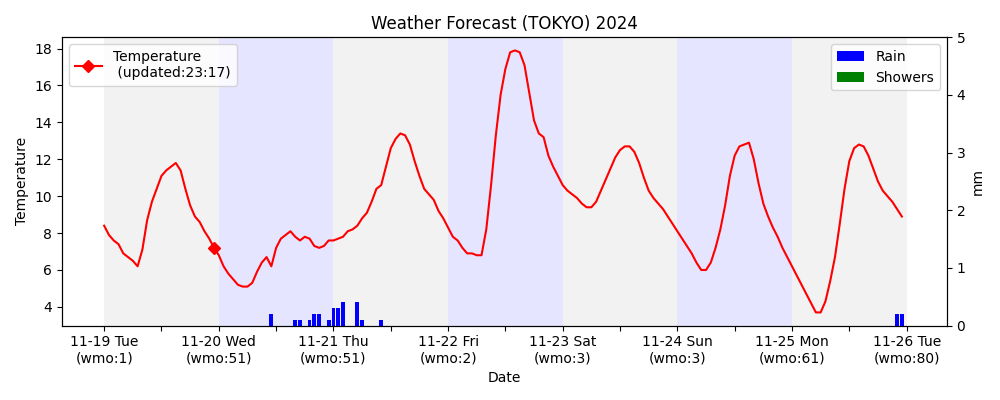 Weather Forecast (TOKYO) 2024
Temperature
(updated:23:17)
Rain
Showers
Temperature
18
16
14
12
10
8
6
4
5
4
3
2
1
0
mm
11-19 Tue
(wmo:1)
11-20 Wed
(wmo:51)
11-21 Thu
(wmo:51)
11-22 Fri
(wmo:2)
11-23 Sat
(wmo:3)
11-24 Sun
(wmo:3)
11-25 Mon
(wmo:61)
11-26 Tue
(wmo:80)
Date